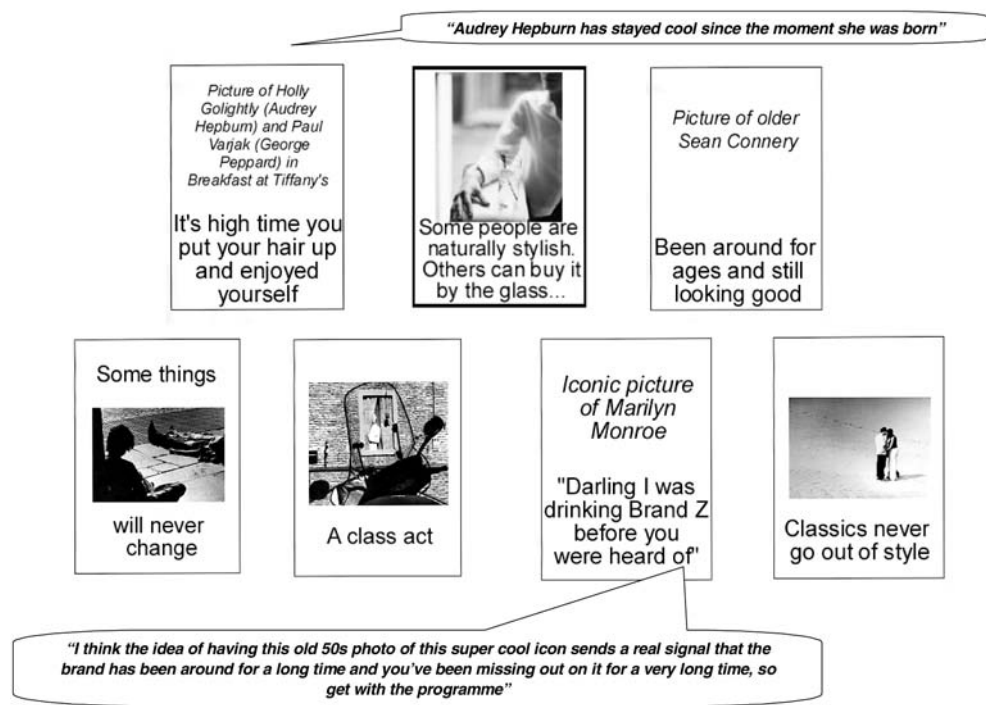 “Audrey Hepburn has stayed cool since the moment she was born”
Picture of Holly
Golightly (Audrey
Hepburn) and Paul
Varjak (George
Peppard) in
Breakfast at Tiffany's
It's high time you
put your hair up
and enjoyed
yourself
Some people are
naturally stylish.
Others can buy it
by the glass...
Picture of older
Sean Connery
Been around for
ages and still
looking good
Some things
will never
change
A class act
Iconic picture
of Marilyn
Monroe
"Darling I was
drinking Brand Z
before you
were heard of"
Classics never
go out of style
“I think the idea of having this old 50s photo of this super cool icon sends a real signal that the
brand has been around for a long time and you’ve been missing out on it for a very long time, so
get with the programme”